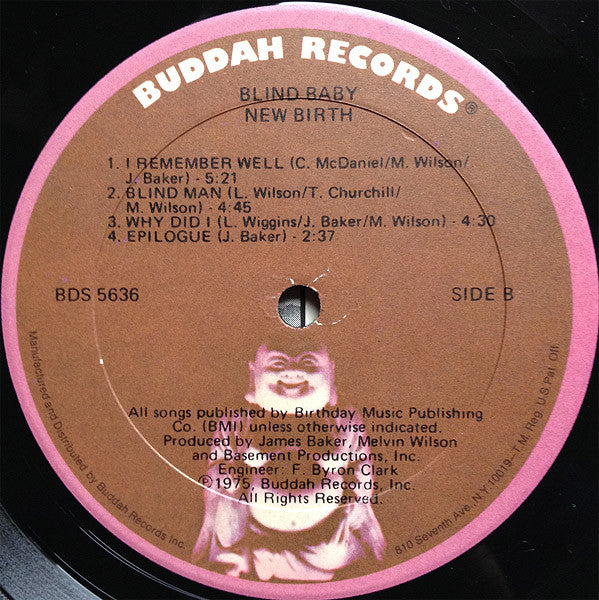 BUDDAH RECORDS®
BLIND BABY
NEW BIRTH
1. I REMEMBER WELL (C. McDaniel/M. Wilson/
J. Baker) - 5:21
2. BLIND MAN (L. Wilson/T. Churchill/
M. Wilson) - 4:45
3. WHY DID I (L. Wiggins/J. Baker/M. Wilson) - 4:30
4. EPILOGUE (J. Baker) - 2:37
BDS 5636
SIDE B
All songs published by Birthday Music Publishing
Co. (BMI) unless otherwise indicated.
Produced by James Baker, Melvin Wilson
and Basement Productions, Inc.
Engineer: F. Byron Clark
℗1975, Buddah Records, Inc.
All Rights Reserved.
Manufactured and Distributed by Buddah Records Inc.
810 Seventh Ave., N.Y. 10019—T.M. Reg. U.S. Pat. Off.